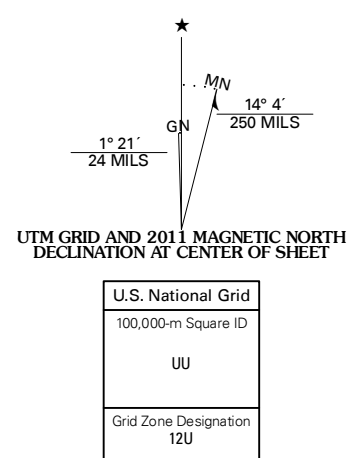 ★
MN
GN
1° 21´
24 MILS
14° 4´
250 MILS
UTM GRID AND 2011 MAGNETIC NORTH
DECLINATION AT CENTER OF SHEET
U.S. National Grid
100,000-m Square ID
UU
Grid Zone Designation
12U